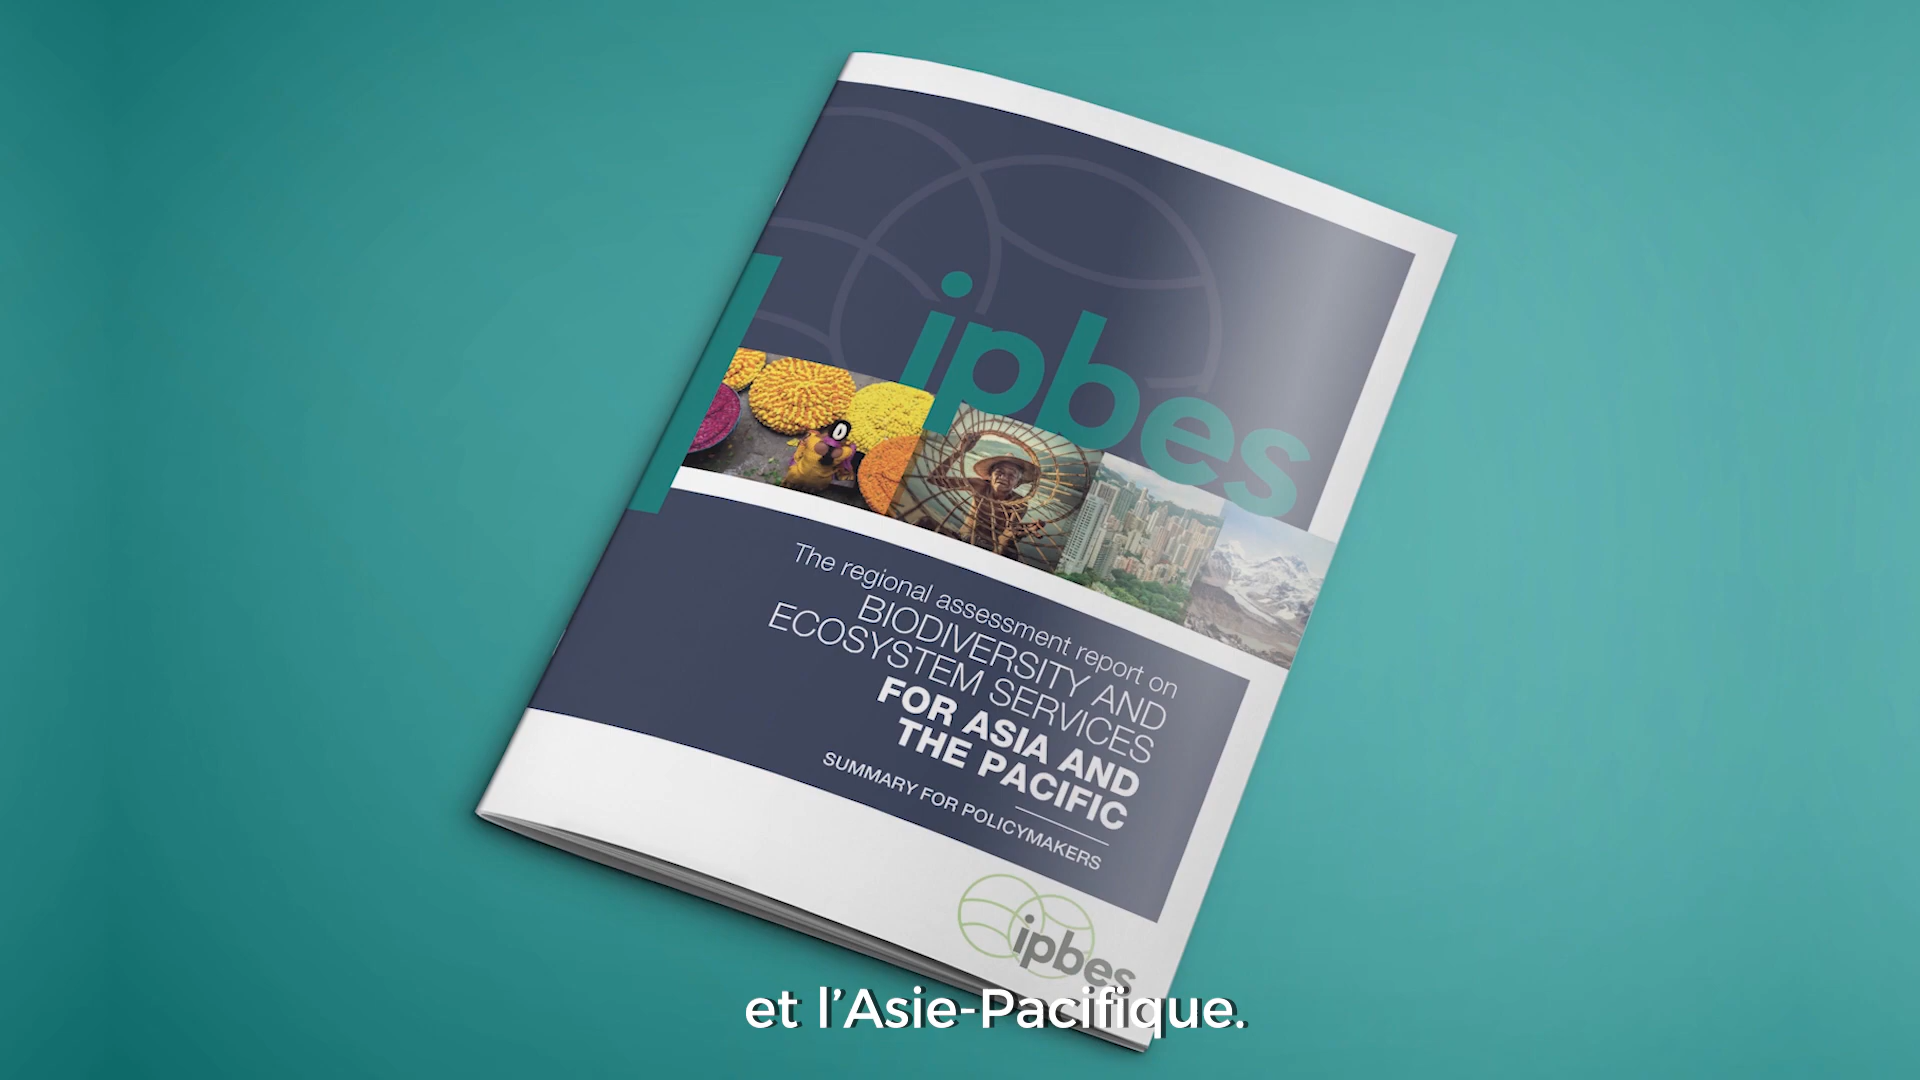 ipbes
The regional assessment report on
BIODIVERSITY AND
ECOSYSTEM SERVICES
FOR ASIA AND
THE PACIFIC
SUMMARY FOR POLICYMAKERS
ipbes
et l’Asie-Pacifique.